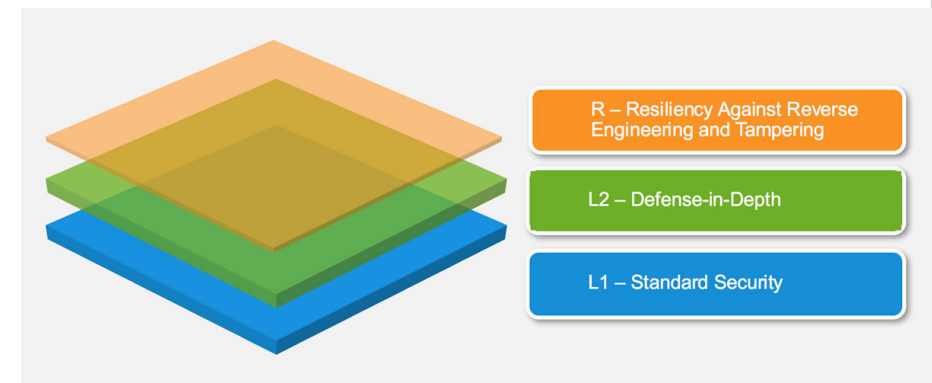 R – Resiliency Against Reverse
Engineering and Tampering
L2 – Defense-in-Depth
L1 – Standard Security